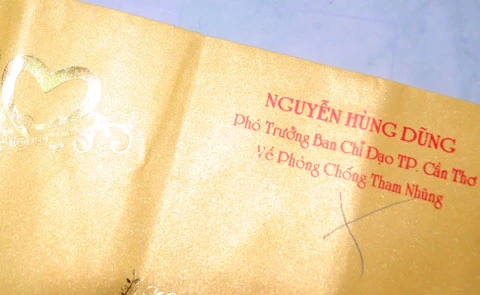 NGUYỄN HÙNG DŨNG
Phó Trưởng Ban Chỉ Đạo TP. Cần Thơ
Về Phòng Chống Tham Nhũng